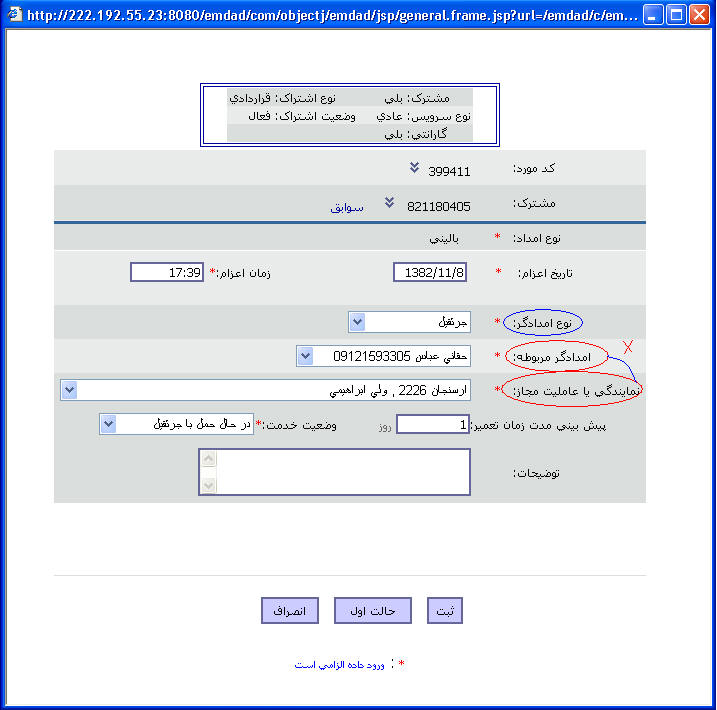 http://222.192.55.23:8080/emdad/com/objectj/emdad/jsp/general.frame.jsp?url=/emdad/c/em...
مشترک: بلي نوع اشتراک: قراردادي
نوع سرويس: عادي وضعيت اشتراک: فعال
گارانتي: بلي
کد مورد: 399411
مشترک: 821180405 سوابق
نوع امداد: * باليني
تاريخ اعزام: * 1382/11/8 زمان اعزام:* 17:39
نوع امدادگر: * جرثقيل
امدادگر مربوطه: * حقاني عباس 09121593305
X
نمايندگي يا عامليت مجاز: * ارسنجان 2226 , ولي ابراهيمي
پيش بيني مدت زمان تعمير: 1 روز وضعيت خدمت:* در حال حمل با جرثقيل
توضيحات:
ثبت حالت اول انصراف
* : ورود داده الزامي است